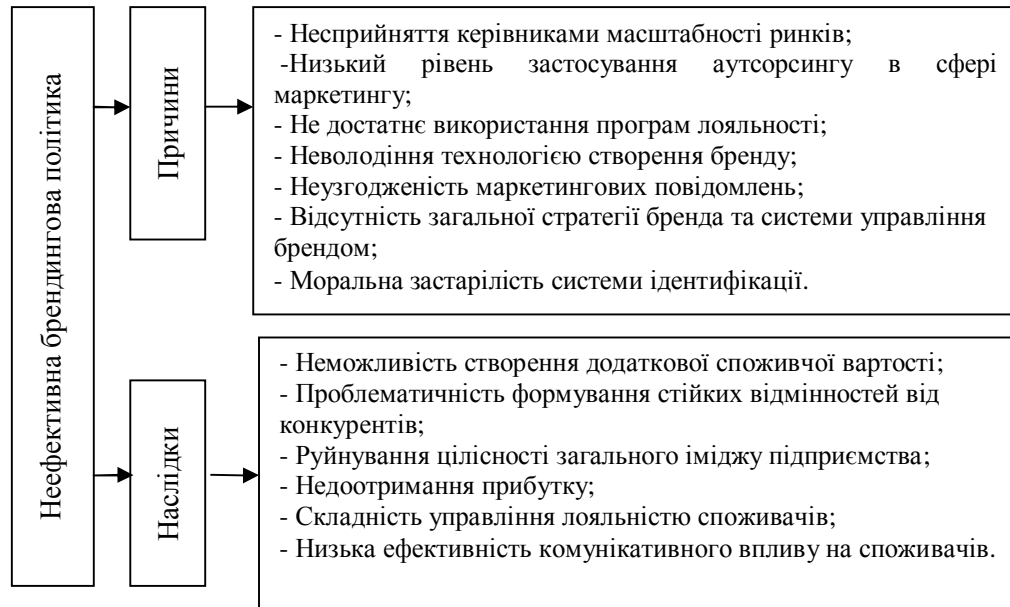 Неефективна брендингова політика
Причини
- Несприйняття керівниками масштабності ринків;
-Низький рівень застосування аутсорсингу в сфері
маркетингу;
- Не достатнє використання програм лояльності;
- Неволодіння технологією створення бренду;
- Неузгодженість маркетингових повідомлень;
- Відсутність загальної стратегії бренда та системи управління
брендом;
- Моральна застарілість системи ідентифікації.
Наслідки
- Неможливість створення додаткової споживчої вартості;
- Проблематичність формування стійких відмінностей від
конкурентів;
- Руйнування цілісності загального іміджу підприємства;
- Недоотримання прибутку;
- Складність управління лояльністю споживачів;
- Низька ефективність комунікативного впливу на споживачів.